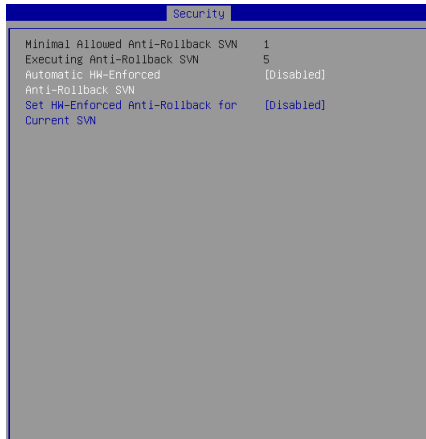 Security
Minimal Allowed Anti-Rollback SVN 1
Executing Anti-Rollback SVN 5
Automatic HW-Enforced [Disabled]
Anti-Rollback SVN
Set HW-Enforced Anti-Rollback for [Disabled]
Current SVN